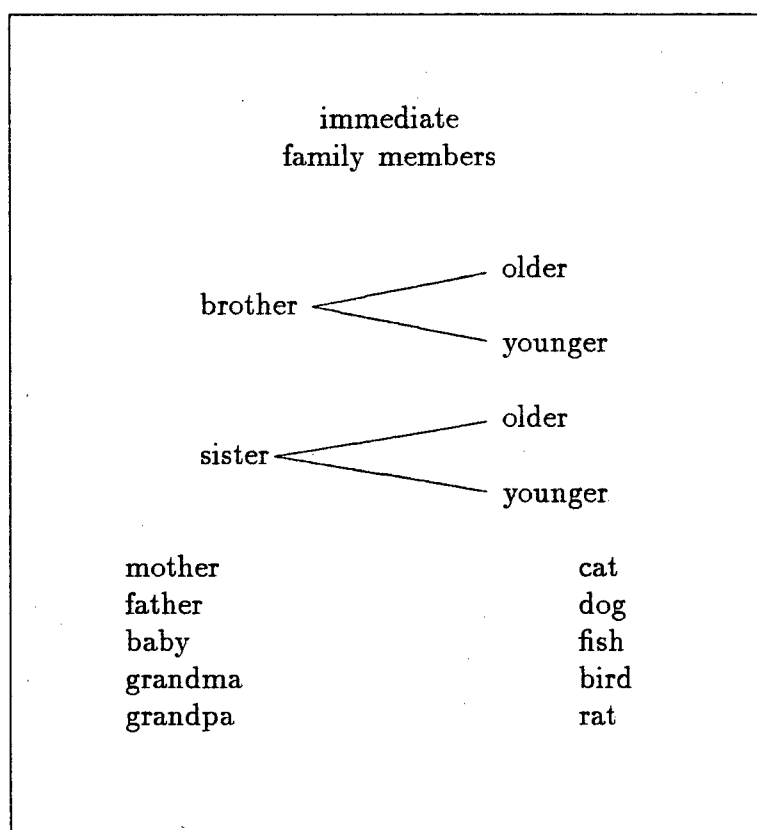 immediate
family members
older
brother
younger
older
sister
younger
mother cat
father dog
baby fish
grandma bird
grandpa rat